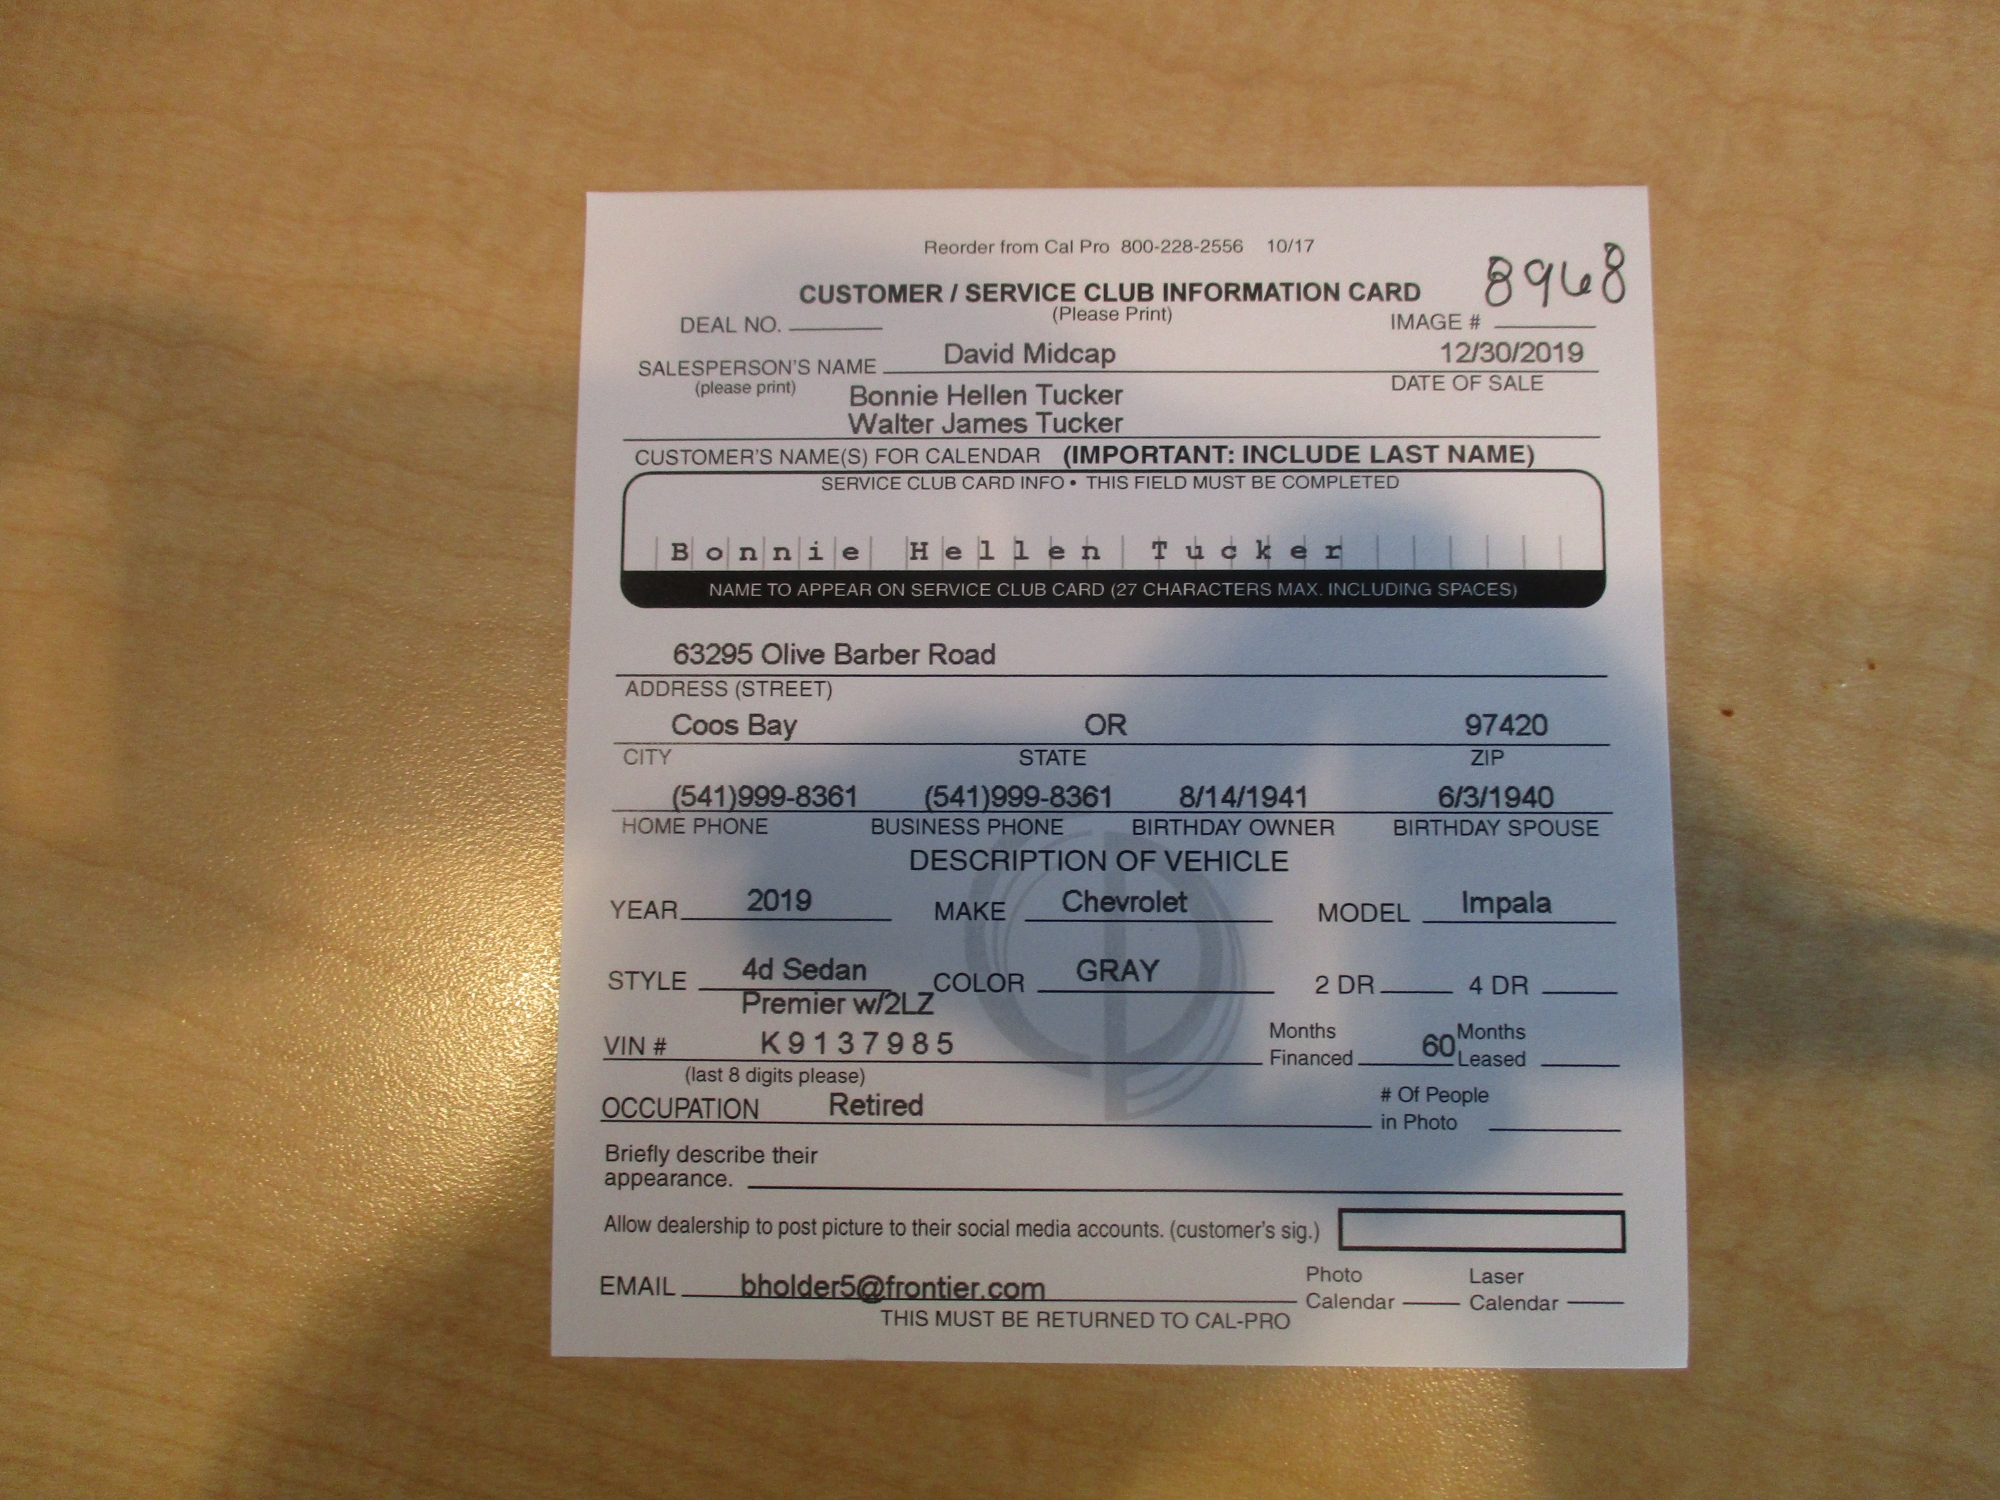 Reorder from Cal Pro 800-228-2556 10/17
CUSTOMER / SERVICE CLUB INFORMATION CARD 8968
(Please Print)
DEAL NO. IMAGE #
SALESPERSON'S NAME David Midcap 12/30/2019
(please print) DATE OF SALE
Bonnie Hellen Tucker
Walter James Tucker
CUSTOMER'S NAME(S) FOR CALENDAR (IMPORTANT: INCLUDE LAST NAME)
SERVICE CLUB CARD INFO • THIS FIELD MUST BE COMPLETED
Bonnie Hellen Tucker
NAME TO APPEAR ON SERVICE CLUB CARD (27 CHARACTERS MAX. INCLUDING SPACES)
63295 Olive Barber Road
ADDRESS (STREET)
Coos Bay OR 97420
CITY STATE ZIP
(541)999-8361 (541)999-8361 8/14/1941 6/3/1940
HOME PHONE BUSINESS PHONE BIRTHDAY OWNER BIRTHDAY SPOUSE
DESCRIPTION OF VEHICLE
YEAR 2019 MAKE Chevrolet MODEL Impala
STYLE 4d Sedan COLOR GRAY 2 DR 4 DR
Premier w/2LZ
VIN # K9137985 Months Financed 60 Months Leased
(last 8 digits please)
OCCUPATION Retired # Of People in Photo
Briefly describe their
appearance.
Allow dealership to post picture to their social media accounts. (customer's sig.)
EMAIL bholder5@frontier.com Photo Calendar Laser Calendar
THIS MUST BE RETURNED TO CAL-PRO